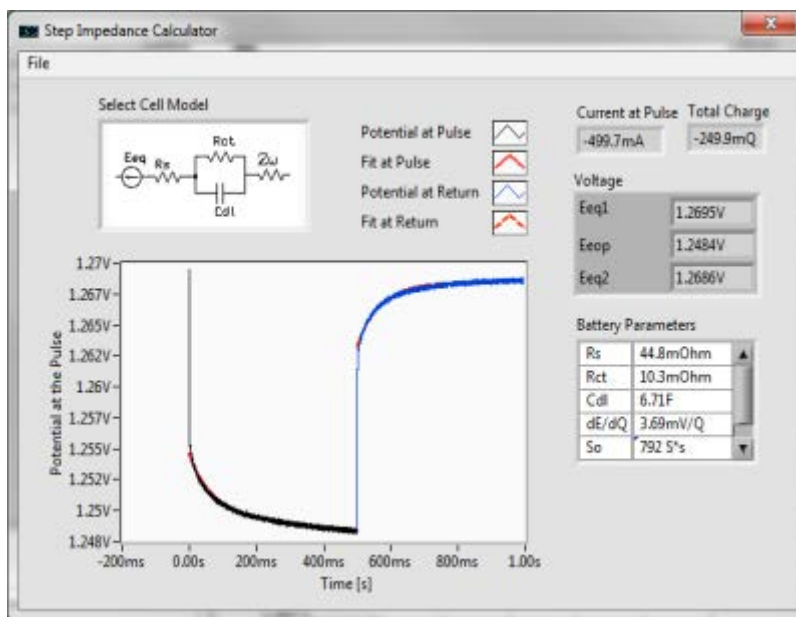 Step Impedance Calculator
File
Select Cell Model
Eeq
Rs
Rct
Cdl
Zw
Potential at Pulse
Fit at Pulse
Potential at Return
Fit at Return
Current at Pulse
-499.7mA
Total Charge
-249.9mQ
Voltage
Eeq1 1.2695V
Eeop 1.2484V
Eeq2 1.2686V
Battery Parameters
Rs 44.8mOhm
Rct 10.3mOhm
Cdl 6.71F
dE/dQ 3.69mV/Q
So 792 S*s
Potential at the Pulse
1.27V
1.267V
1.265V
1.262V
1.26V
1.257V
1.255V
1.252V
1.25V
1.248V
-200ms 0.00s 200ms 400ms 600ms 800ms 1.00s
Time [s]